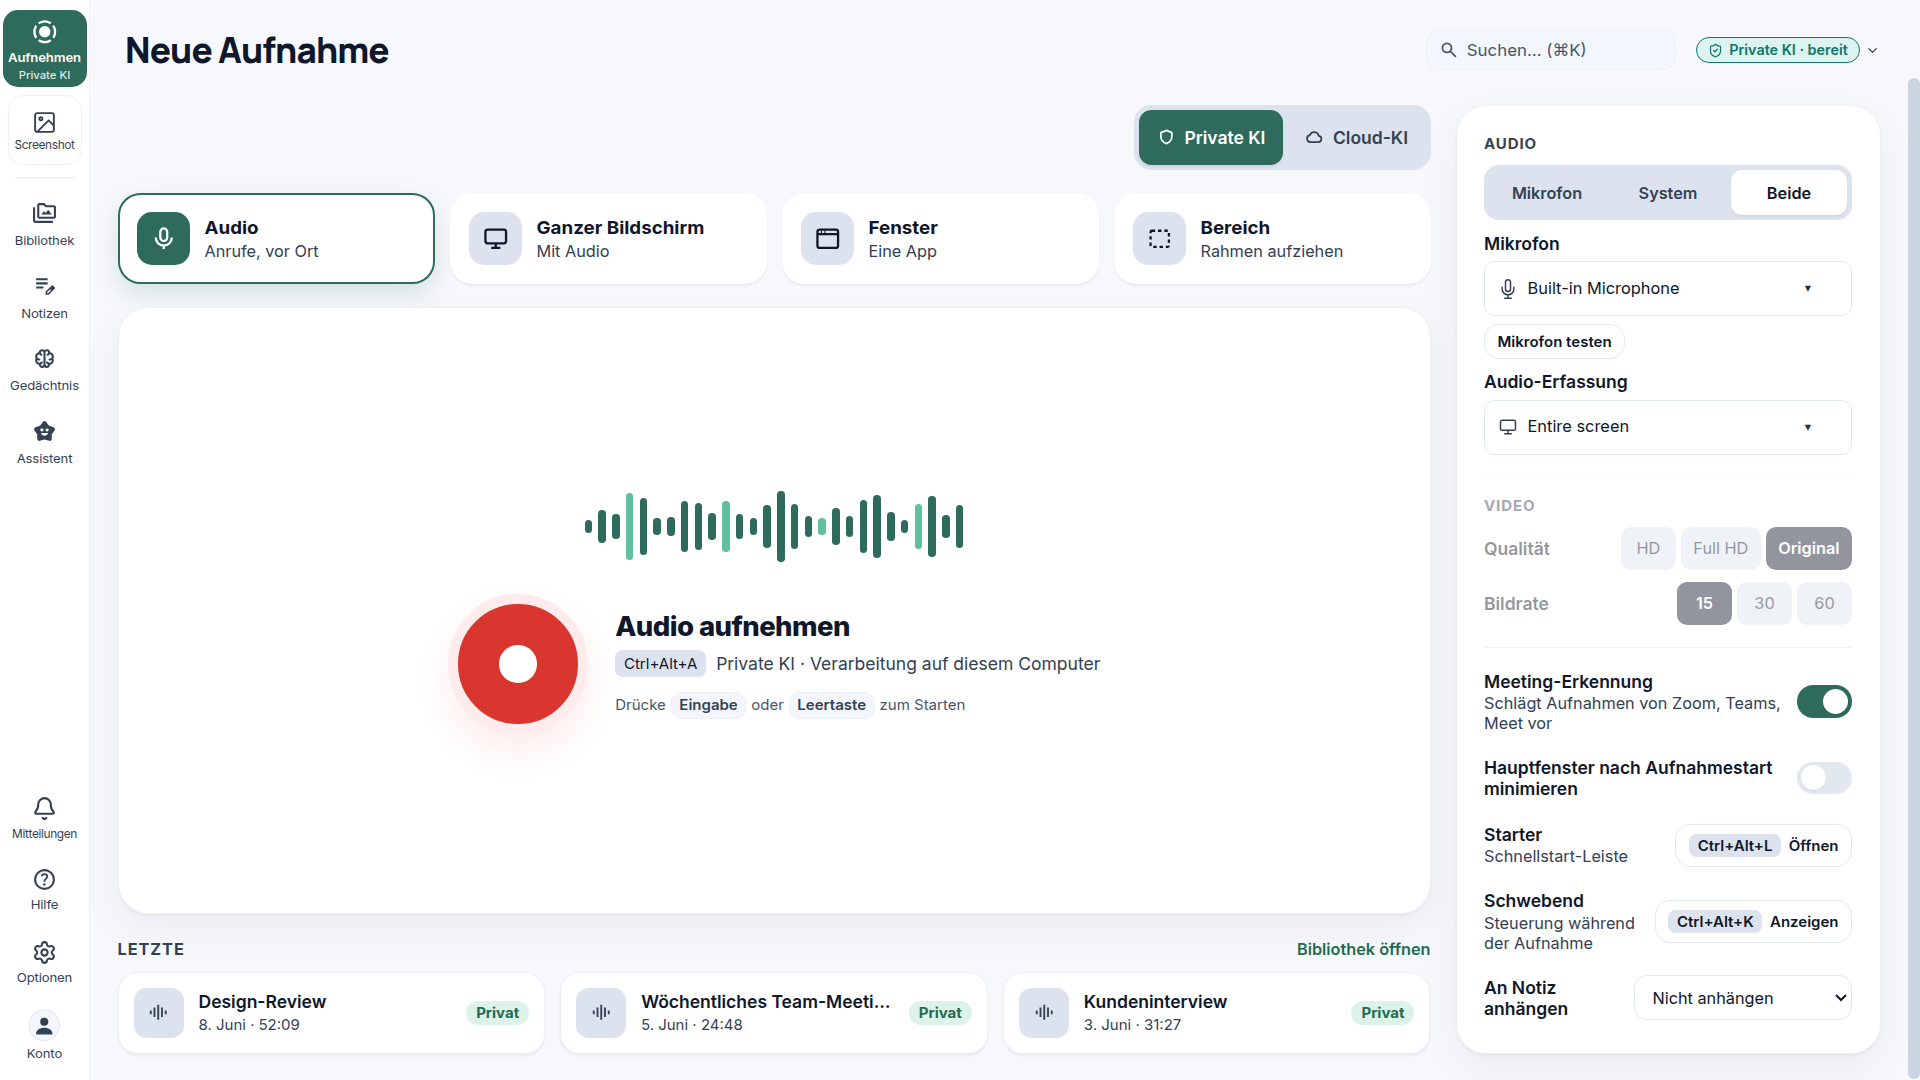 Aufnehmen
Private KI
Screenshot
Bibliothek
Notizen
Gedächtnis
Assistent
Mitteilungen
Hilfe
Optionen
Konto
Neue Aufnahme
Suchen... (⌘K)
Private KI · bereit
Private KI
Cloud-KI
Audio
Anrufe, vor Ort
Ganzer Bildschirm
Mit Audio
Fenster
Eine App
Bereich
Rahmen aufziehen
Audio aufnehmen
Ctrl+Alt+A Private KI · Verarbeitung auf diesem Computer
Drücke Eingabe oder Leertaste zum Starten
LETZTE
Bibliothek öffnen
Design-Review
8. Juni · 52:09
Privat
Wöchentliches Team-Meeti...
5. Juni · 24:48
Privat
Kundeninterview
3. Juni · 31:27
Privat
AUDIO
Mikrofon System Beide
Mikrofon
Built-in Microphone
Mikrofon testen
Audio-Erfassung
Entire screen
VIDEO
Qualität HD Full HD Original
Bildrate 15 30 60
Meeting-Erkennung
Schlägt Aufnahmen von Zoom, Teams,
Meet vor
Hauptfenster nach Aufnahmestart
minimieren
Starter
Schnellstart-Leiste
Ctrl+Alt+L Öffnen
Schwebend
Steuerung während
der Aufnahme
Ctrl+Alt+K Anzeigen
An Notiz
anhängen
Nicht anhängen